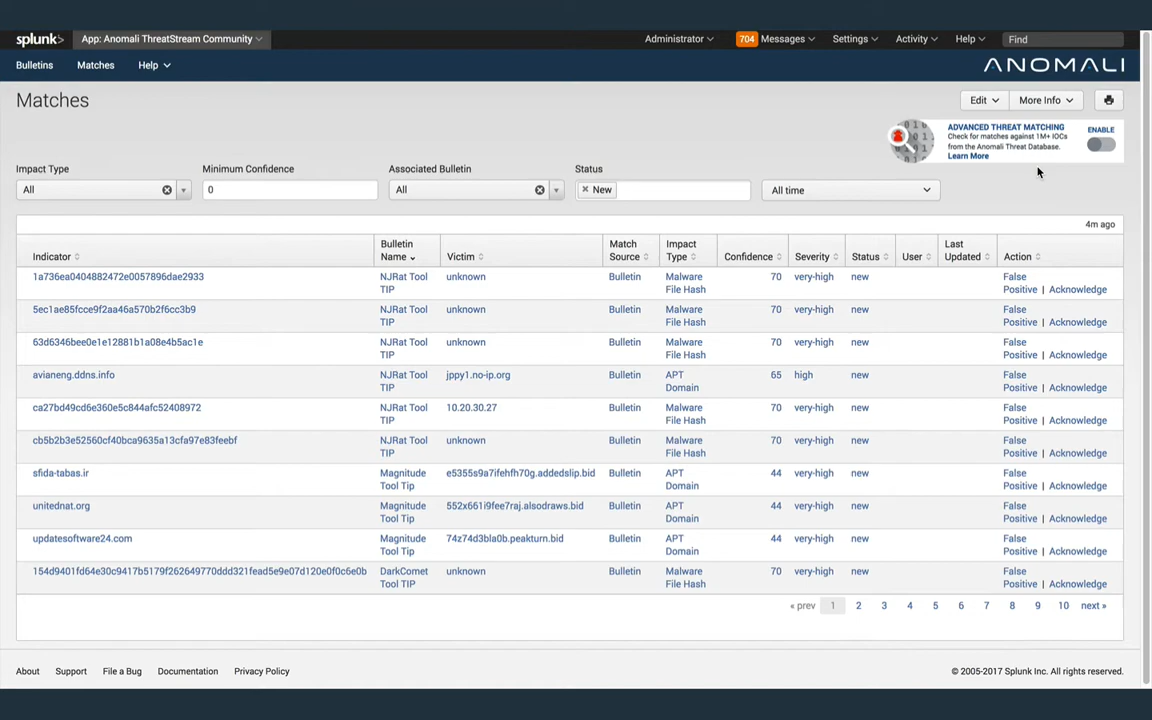 splunk> App: Anomali ThreatStream Community Administrator 704 Messages Settings Activity Help Find
Bulletins Matches Help ANOMALI
Matches Edit More Info
ADVANCED THREAT MATCHING ENABLE
Check for matches against 1M+ IOCs
from the Anomali Threat Database.
Learn More
Impact Type Minimum Confidence Associated Bulletin Status
All 0 All × New All time
4m ago
Indicator Bulletin Name Victim Match Source Impact Type Confidence Severity Status User Last Updated Action
1a736ea0404882472e0057896dae2933 NJRat Tool TIP unknown Bulletin Malware File Hash 70 very-high new False Positive | Acknowledge
5ec1ae85fcce9f2aa46a570b2f6cc3b9 NJRat Tool TIP unknown Bulletin Malware File Hash 70 very-high new False Positive | Acknowledge
63d6346bee0e1e12881b1a08e4b5ac1e NJRat Tool TIP unknown Bulletin Malware File Hash 70 very-high new False Positive | Acknowledge
avianeng.ddns.info NJRat Tool TIP jppy1.no-ip.org Bulletin APT Domain 65 high new False Positive | Acknowledge
ca27bd49cd6e360e5c844afc52408972 NJRat Tool TIP 10.20.30.27 Bulletin Malware File Hash 70 very-high new False Positive | Acknowledge
cb5b2b3e52560cf40bca9635a13cfa97e83feebf NJRat Tool TIP unknown Bulletin Malware File Hash 70 very-high new False Positive | Acknowledge
sfida-tabas.ir Magnitude Tool Tip e5355s9a7ifehfh70g.addedslip.bid Bulletin APT Domain 44 very-high new False Positive | Acknowledge
unitednat.org Magnitude Tool Tip 552x661i9fee7raj.alsodraws.bid Bulletin APT Domain 44 very-high new False Positive | Acknowledge
updatesoftware24.com Magnitude Tool Tip 74z74d3bla0b.peakturn.bid Bulletin APT Domain 44 very-high new False Positive | Acknowledge
154d9401fd64e30c9417b5179f262649770ddd321fead5e9e07d120e0f0c6e0b DarkComet Tool TIP unknown Bulletin Malware File Hash 70 very-high new False Positive | Acknowledge
« prev 1 2 3 4 5 6 7 8 9 10 next »
About Support File a Bug Documentation Privacy Policy © 2005-2017 Splunk Inc. All rights reserved.